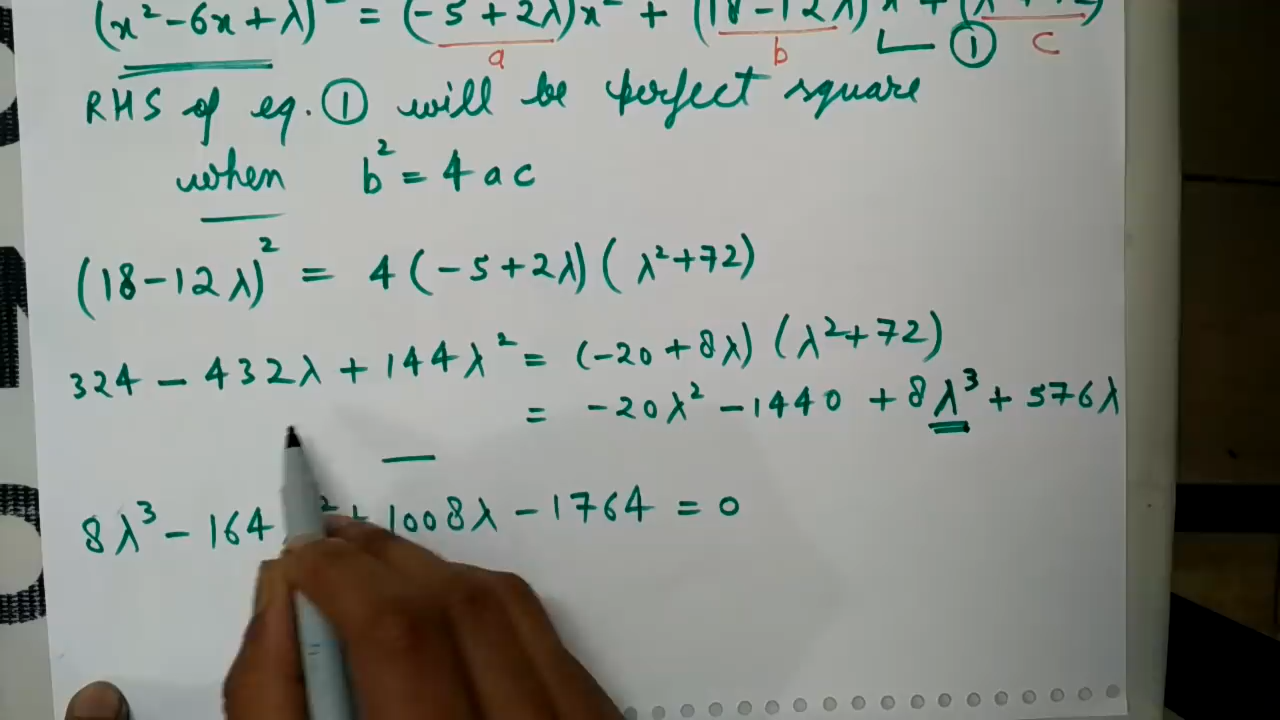 (x²-6x+λ)² = (-5+2λ)x² + (18-12λ)x + (λ²+72)
a b ① c
RHS of eq. ① will be perfect square
when b² = 4ac
(18-12λ)² = 4(-5+2λ)(λ²+72)
324 - 432λ + 144λ² = (-20+8λ)(λ²+72)
= -20λ² - 1440 + 8λ³ + 576λ
8λ³ - 164 ² + 1008λ - 1764 = 0